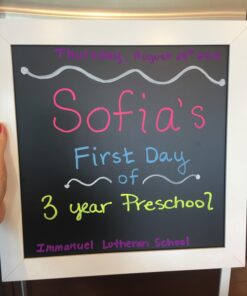 Thursday, August
Sofia's
First Day
of
3 year Preschool
Immanuel Lutheran School